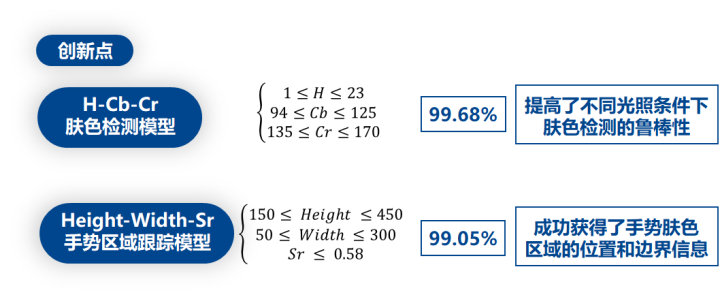 创新点
H-Cb-Cr
肤色检测模型
1 ≤ H ≤ 23
94 ≤ Cb ≤ 125
135 ≤ Cr ≤ 170
99.68%
提高了不同光照条件下
肤色检测的鲁棒性
Height-Width-Sr
手势区域跟踪模型
150 ≤ Height ≤ 450
50 ≤ Width ≤ 300
Sr ≤ 0.58
99.05%
成功获得了手势肤色
区域的位置和边界信息